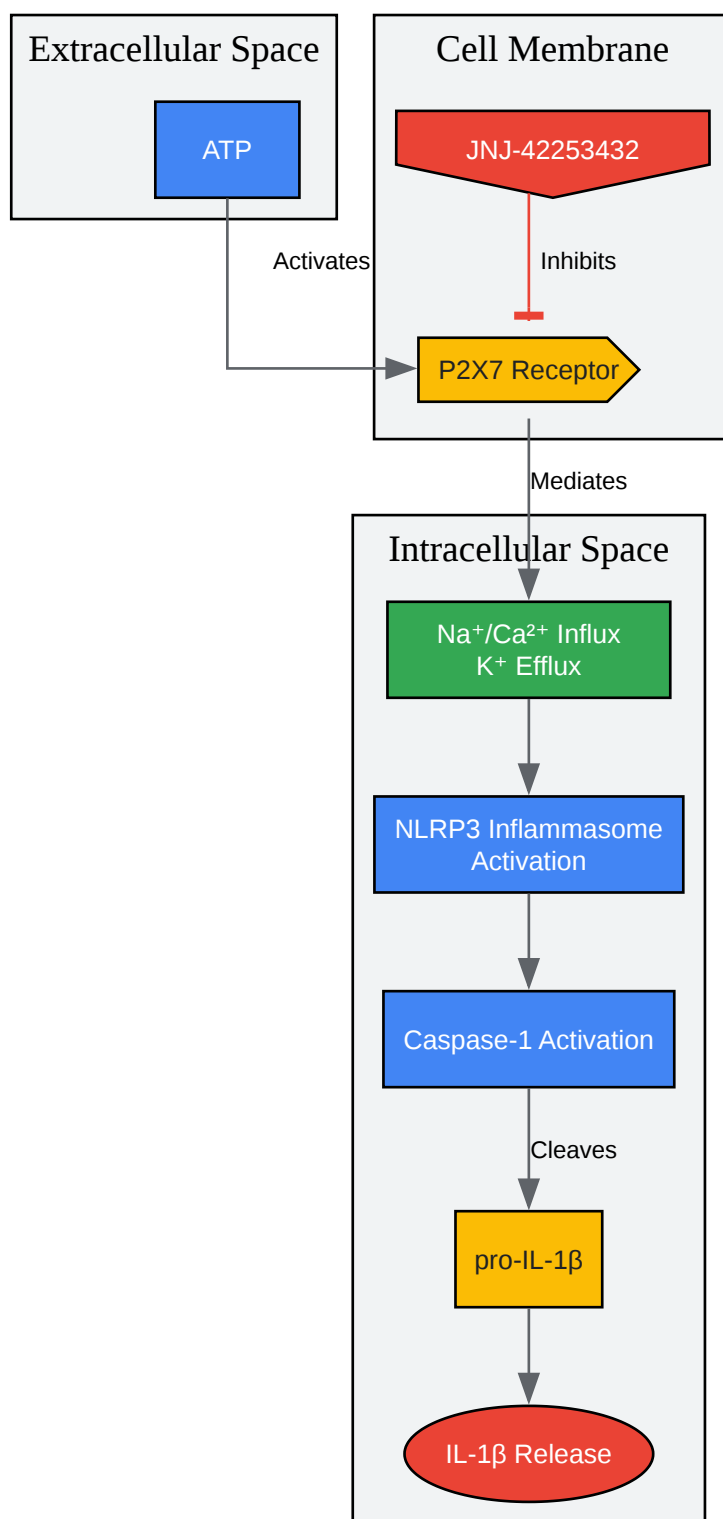 Extracellular Space
Cell Membrane
ATP
JNJ-42253432
Activates
Inhibits
P2X7 Receptor
Mediates
Intracellular Space
Na⁺/Ca²⁺ Influx
K⁺ Efflux
NLRP3 Inflammasome
Activation
Caspase-1 Activation
Cleaves
pro-IL-1β
IL-1β Release